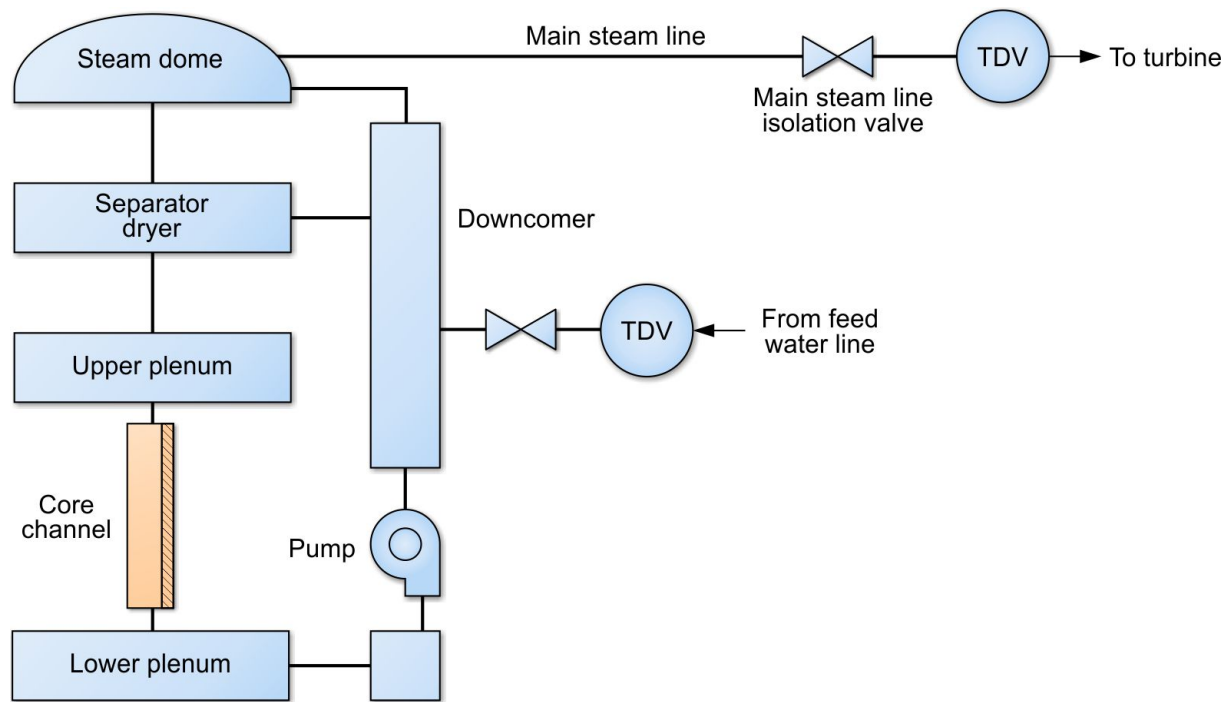 Steam dome
Main steam line
TDV
To turbine
Main steam line
isolation valve
Separator
dryer
Downcomer
TDV
From feed
water line
Upper plenum
Core
channel
Pump
Lower plenum